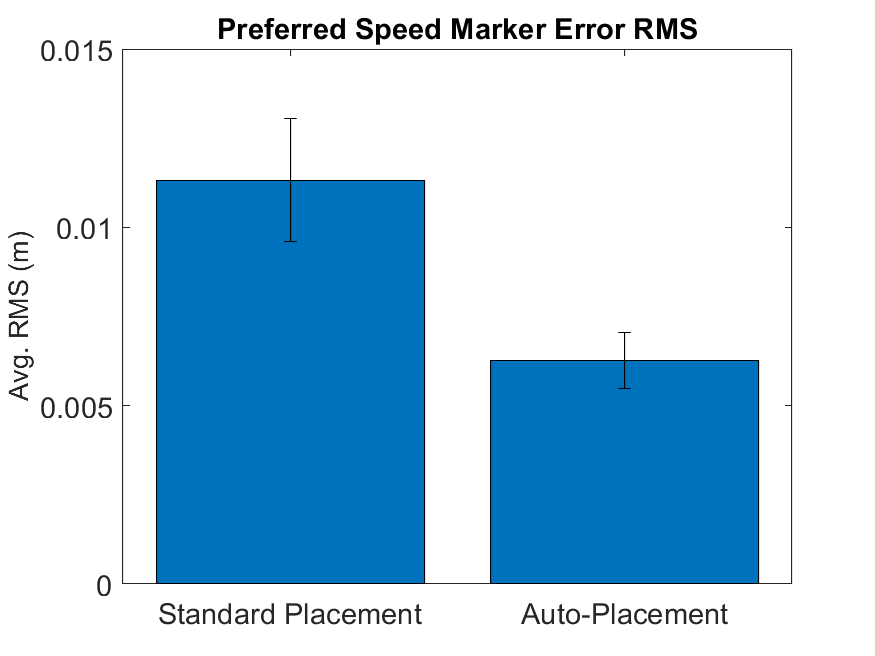 Preferred Speed Marker Error RMS
0.015
0.01
0.005
0
Avg. RMS (m)
Standard Placement
Auto-Placement